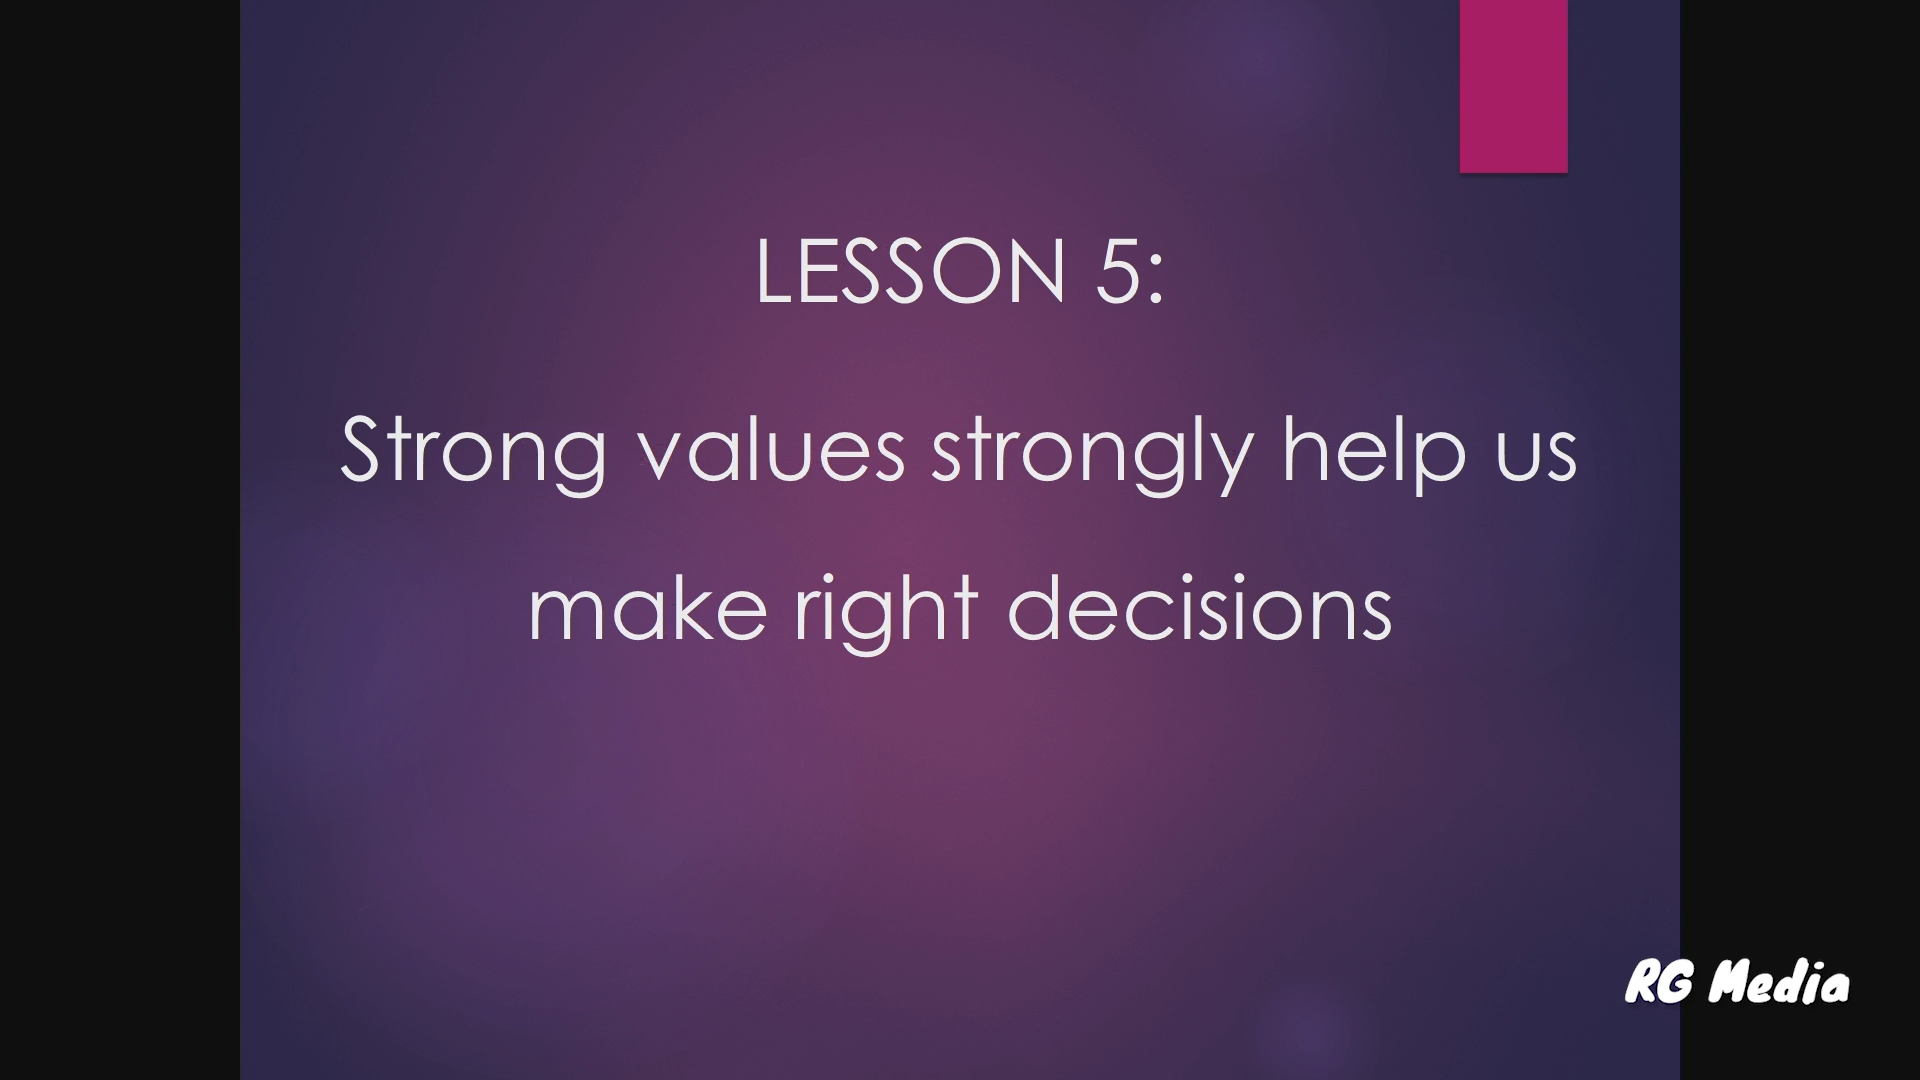 LESSON 5:
Strong values strongly help us
make right decisions
RG Media